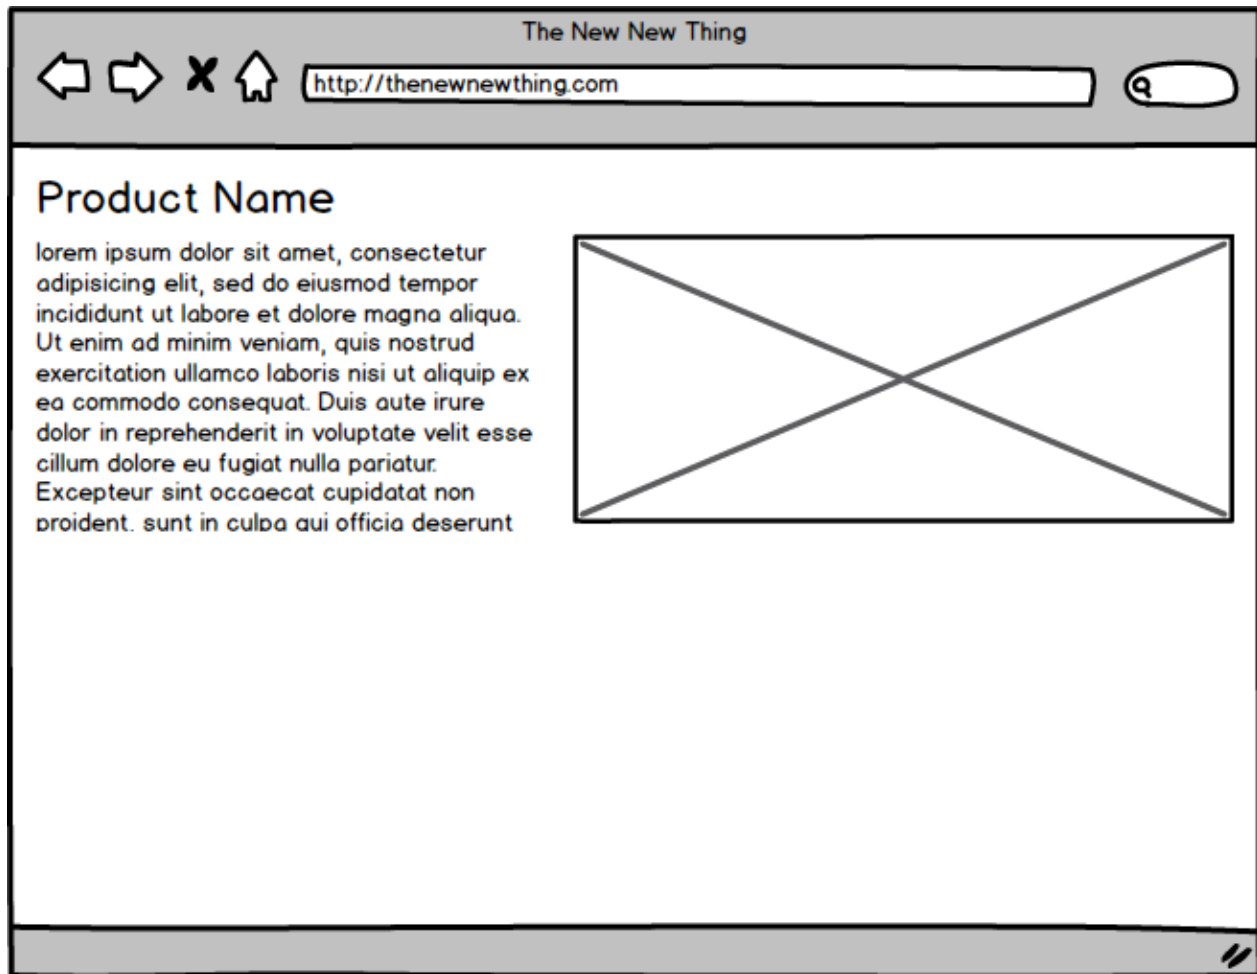 The New New Thing
http://thenewnewthing.com
Product Name
lorem ipsum dolor sit amet, consectetur
adipisicing elit, sed do eiusmod tempor
incididunt ut labore et dolore magna aliqua.
Ut enim ad minim veniam, quis nostrud
exercitation ullamco laboris nisi ut aliquip ex
ea commodo consequat. Duis aute irure
dolor in reprehenderit in voluptate velit esse
cillum dolore eu fugiat nulla pariatur.
Excepteur sint occaecat cupidatat non
proident, sunt in culpa qui officia deserunt